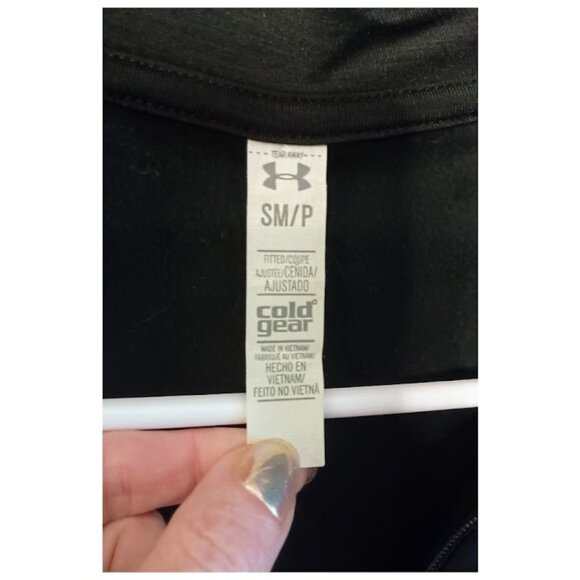 TEAR AWAY
SM/P
FITTED/COUPE
AJUSTÉE/CENIDA/
AJUSTADO
cold
gear
MADE IN VIETNAM/
FABRIQUÉ AU VIETNAM/
HECHO EN
VIETNAM/
FEITO NO VIETNÃ